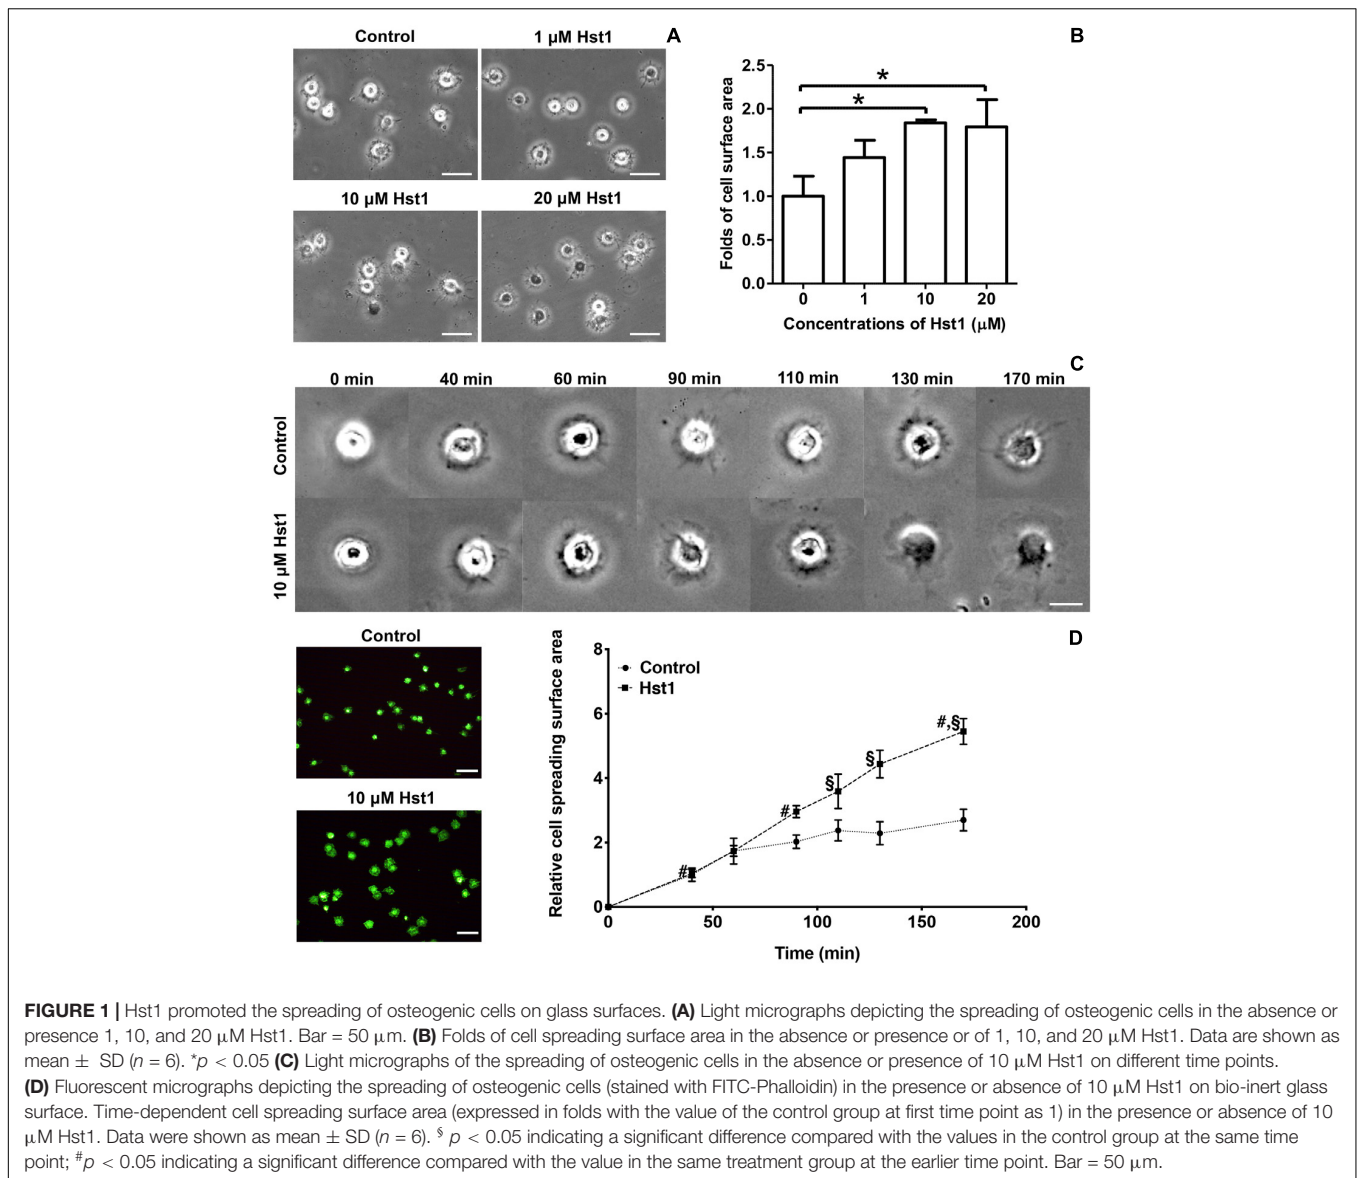 Control
1 µM Hst1
A
10 µM Hst1
20 µM Hst1
B
Folds of cell surface area
2.5
2.0
1.5
1.0
0.5
0.0
*
*
0
1
10
20
Concentrations of Hst1 (µM)
C
0 min
40 min
60 min
90 min
110 min
130 min
170 min
Control
10 µM Hst1
D
Control
10 µM Hst1
Relative cell spreading surface area
8
6
4
2
0
Control
Hst1
#
#
§
§
#,§
0
50
100
150
200
Time (min)
FIGURE 1 | Hst1 promoted the spreading of osteogenic cells on glass surfaces. (A) Light micrographs depicting the spreading of osteogenic cells in the absence or
presence 1, 10, and 20 µM Hst1. Bar = 50 µm. (B) Folds of cell spreading surface area in the absence or presence or of 1, 10, and 20 µM Hst1. Data are shown as
mean ± SD (n = 6). *p < 0.05 (C) Light micrographs of the spreading of osteogenic cells in the absence or presence of 10 µM Hst1 on different time points.
(D) Fluorescent micrographs depicting the spreading of osteogenic cells (stained with FITC-Phalloidin) in the presence or absence of 10 µM Hst1 on bio-inert glass
surface. Time-dependent cell spreading surface area (expressed in folds with the value of the control group at first time point as 1) in the presence or absence of 10
µM Hst1. Data were shown as mean ± SD (n = 6). § p < 0.05 indicating a significant difference compared with the values in the control group at the same time
point; #p < 0.05 indicating a significant difference compared with the value in the same treatment group at the earlier time point. Bar = 50 µm.